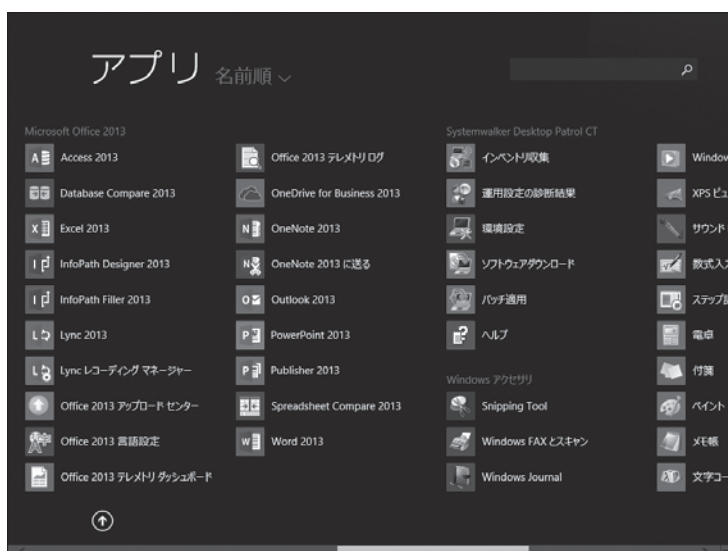 アプリ 名前順
Microsoft Office 2013
Access 2013
Database Compare 2013
Excel 2013
InfoPath Designer 2013
InfoPath Filler 2013
Lync 2013
Lync レコーディング マネージャー
Office 2013 アップロード センター
Office 2013 言語設定
Office 2013 テレメトリ ダッシュボード
Office 2013 テレメトリ ログ
OneDrive for Business 2013
OneNote 2013
OneNote 2013 に送る
Outlook 2013
PowerPoint 2013
Publisher 2013
Spreadsheet Compare 2013
Word 2013
Systemwalker Desktop Patrol CT
インベントリ収集
運用設定の診断結果
環境設定
ソフトウェアダウンロード
パッチ適用
ヘルプ
Windows アクセサリ
Snipping Tool
Windows FAX とスキャン
Windows Journal
Window
XPS ビュ
サウンド
数式入
ステップ
電卓
付箋
ペイント
メモ帳
文字コー